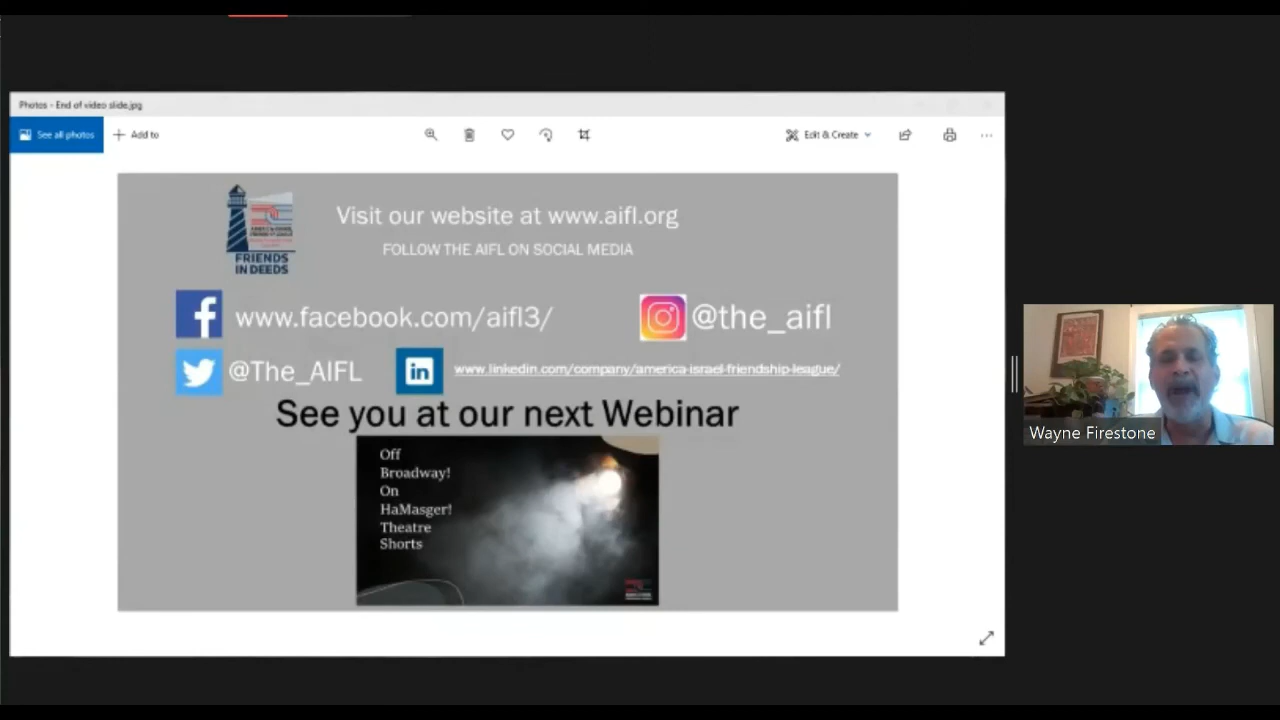 Photos - End of video slide.jpg
See all photos
Add to
Edit & Create
Visit our website at www.aifl.org
FOLLOW THE AIFL ON SOCIAL MEDIA
FRIENDS
IN DEEDS
www.facebook.com/aifl3/
@the_aifl
@The_AIFL
in
www.linkedin.com/company/america-israel-friendship-league/
See you at our next Webinar
Off
Broadway!
On
HaMasger!
Theatre
Shorts
Wayne Firestone